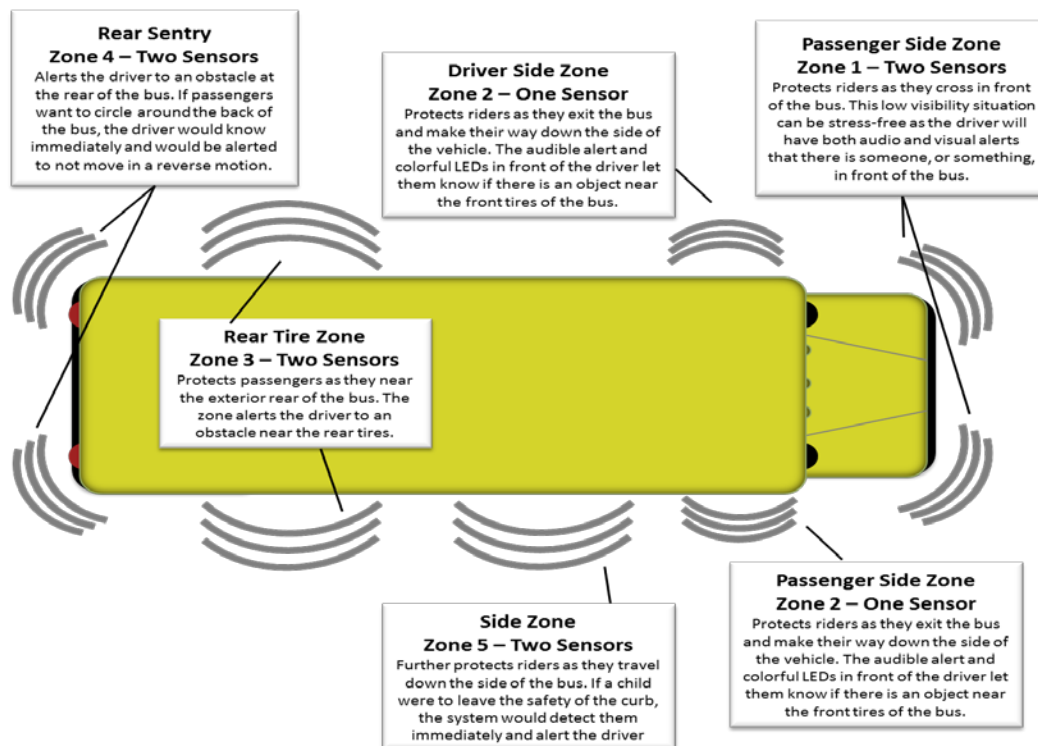 Rear Sentry
Zone 4 – Two Sensors
Alerts the driver to an obstacle at
the rear of the bus. If passengers
want to circle around the back of
the bus, the driver would know
immediately and would be alerted
to not move in a reverse motion.
Driver Side Zone
Zone 2 – One Sensor
Protects riders as they exit the bus
and make their way down the side of
the vehicle. The audible alert and
colorful LEDs in front of the driver let
them know if there is an object near
the front tires of the bus.
Passenger Side Zone
Zone 1 – Two Sensors
Protects riders as they cross in front
of the bus. This low visibility situation
can be stress-free as the driver will
have both audio and visual alerts
that there is someone, or something,
in front of the bus.
Rear Tire Zone
Zone 3 – Two Sensors
Protects passengers as they near
the exterior rear of the bus. The
zone alerts the driver to an
obstacle near the rear tires.
Side Zone
Zone 5 – Two Sensors
Further protects riders as they travel
down the side of the bus. If a child
were to leave the safety of the curb,
the system would detect them
immediately and alert the driver
Passenger Side Zone
Zone 2 – One Sensor
Protects riders as they exit the bus
and make their way down the side of
the vehicle. The audible alert and
colorful LEDs in front of the driver let
them know if there is an object near
the front tires of the bus.